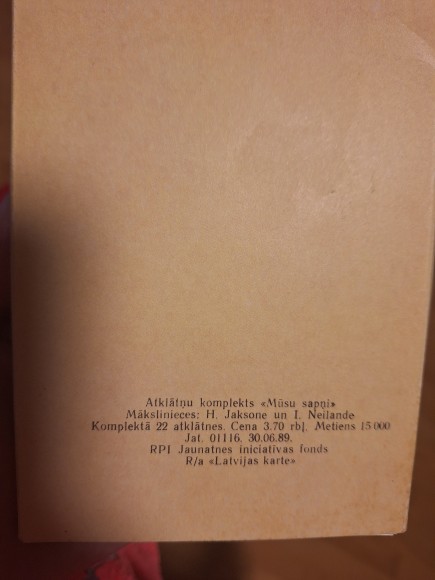 Atklātņu komplekts «Mūsu sapņi»
Mākslinieces: H. Jaksone un I. Neilande
Komplektā 22 atklātnes. Cena 3.70 rbļ. Metiens 15 000
Jat. 01116. 30.06.89.
RPI Jaunatnes iniciatīvas fonds
R/a «Latvijas karte»